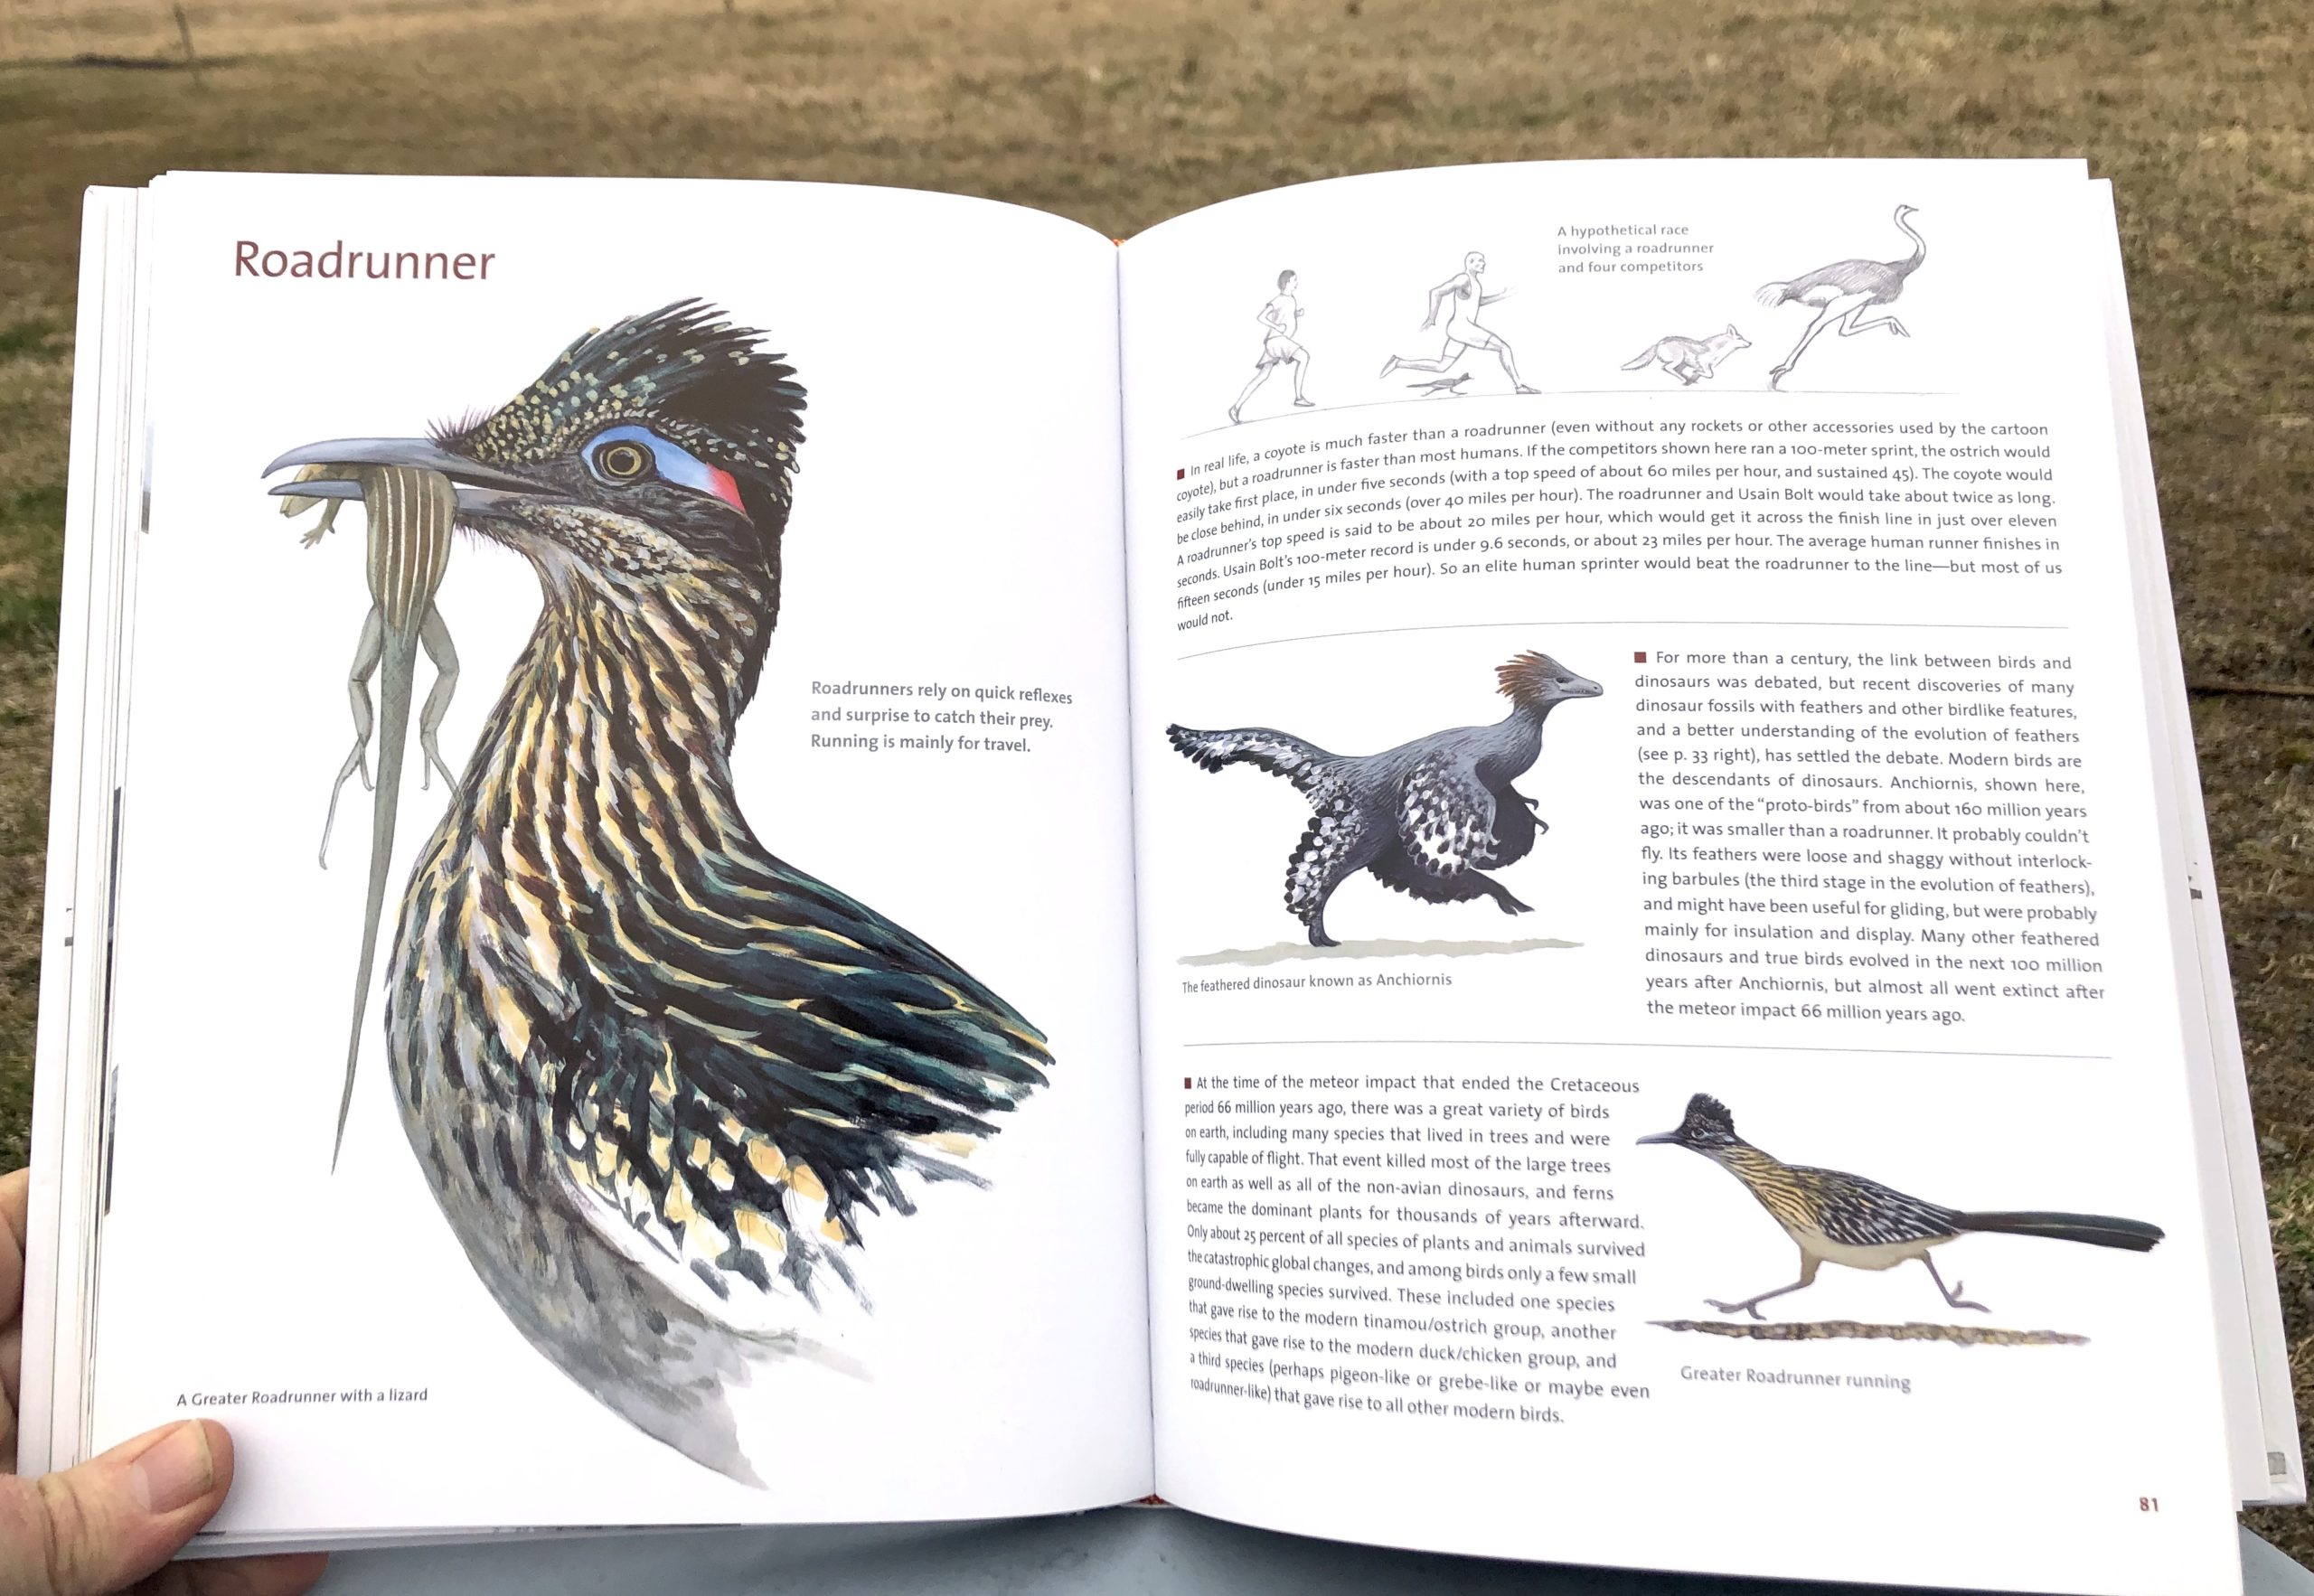 Roadrunner
Roadrunners rely on quick reflexes
and surprise to catch their prey.
Running is mainly for travel.
A Greater Roadrunner with a lizard
A hypothetical race
involving a roadrunner
and four competitors
■ In real life, a coyote is much faster than a roadrunner (even without any rockets or other accessories used by the cartoon
coyote), but a roadrunner is faster than most humans. If the competitors shown here ran a 100-meter sprint, the ostrich would
easily take first place, in under five seconds (with a top speed of about 60 miles per hour, and sustained 45). The coyote would
be close behind, in under six seconds (over 40 miles per hour). The roadrunner and Usain Bolt would take about twice as long.
A roadrunner's top speed is said to be about 20 miles per hour, which would get it across the finish line in just over eleven
seconds. Usain Bolt's 100-meter record is under 9.6 seconds, or about 23 miles per hour. The average human runner finishes in
fifteen seconds (under 15 miles per hour). So an elite human sprinter would beat the roadrunner to the line—but most of us
would not.
■ For more than a century, the link between birds and
dinosaurs was debated, but recent discoveries of many
dinosaur fossils with feathers and other birdlike features,
and a better understanding of the evolution of feathers
(see p. 33 right), has settled the debate. Modern birds are
the descendants of dinosaurs. Anchiornis, shown here,
was one of the “proto-birds” from about 160 million years
ago; it was smaller than a roadrunner. It probably couldn't
fly. Its feathers were loose and shaggy without interlock-
ing barbules (the third stage in the evolution of feathers),
and might have been useful for gliding, but were probably
mainly for insulation and display. Many other feathered
dinosaurs and true birds evolved in the next 100 million
years after Anchiornis, but almost all went extinct after
the meteor impact 66 million years ago.
The feathered dinosaur known as Anchiornis
■ At the time of the meteor impact that ended the Cretaceous
period 66 million years ago, there was a great variety of birds
on earth, including many species that lived in trees and were
fully capable of flight. That event killed most of the large trees
on earth as well as all of the non-avian dinosaurs, and ferns
became the dominant plants for thousands of years afterward.
Only about 25 percent of all species of plants and animals survived
the catastrophic global changes, and among birds only a few small
ground-dwelling species survived. These included one species
that gave rise to the modern tinamou/ostrich group, another
species that gave rise to the modern duck/chicken group, and
a third species (perhaps pigeon-like or grebe-like or maybe even
roadrunner-like) that gave rise to all other modern birds.
Greater Roadrunner running
81